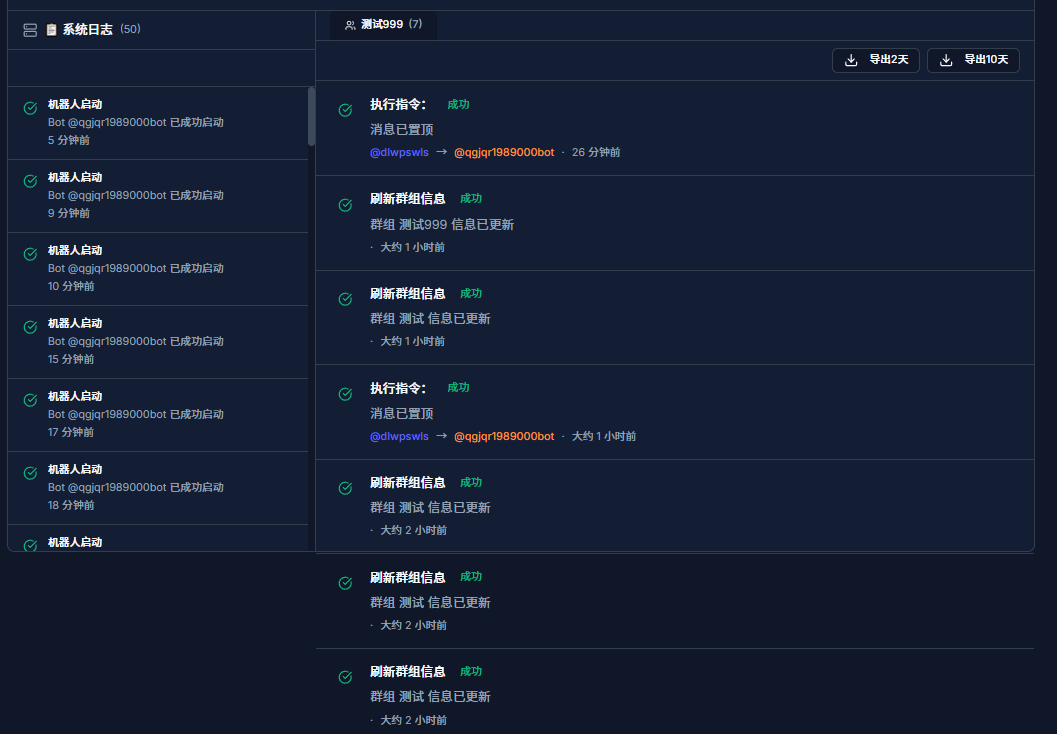 📋 系统日志 (50)
机器人启动
Bot @qgjqr1989000bot 已成功启动
5 分钟前
机器人启动
Bot @qgjqr1989000bot 已成功启动
9 分钟前
机器人启动
Bot @qgjqr1989000bot 已成功启动
10 分钟前
机器人启动
Bot @qgjqr1989000bot 已成功启动
15 分钟前
机器人启动
Bot @qgjqr1989000bot 已成功启动
17 分钟前
机器人启动
Bot @qgjqr1989000bot 已成功启动
18 分钟前
机器人启动
测试999 (7)
导出2天 导出10天
执行指令： 成功
消息已置顶
@dlwpswls → @qgjqr1989000bot · 26 分钟前
刷新群组信息 成功
群组 测试999 信息已更新
· 大约 1 小时前
刷新群组信息 成功
群组 测试 信息已更新
· 大约 1 小时前
执行指令： 成功
消息已置顶
@dlwpswls → @qgjqr1989000bot · 大约 1 小时前
刷新群组信息 成功
群组 测试 信息已更新
· 大约 2 小时前
刷新群组信息 成功
群组 测试 信息已更新
· 大约 2 小时前
刷新群组信息 成功
群组 测试 信息已更新
· 大约 2 小时前